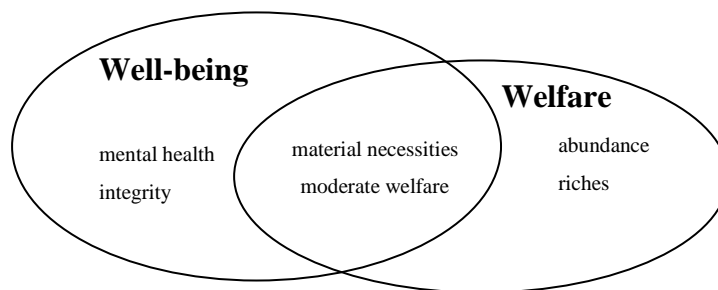 Well-being
Welfare
mental health
integrity
material necessities
moderate welfare
abundance
riches